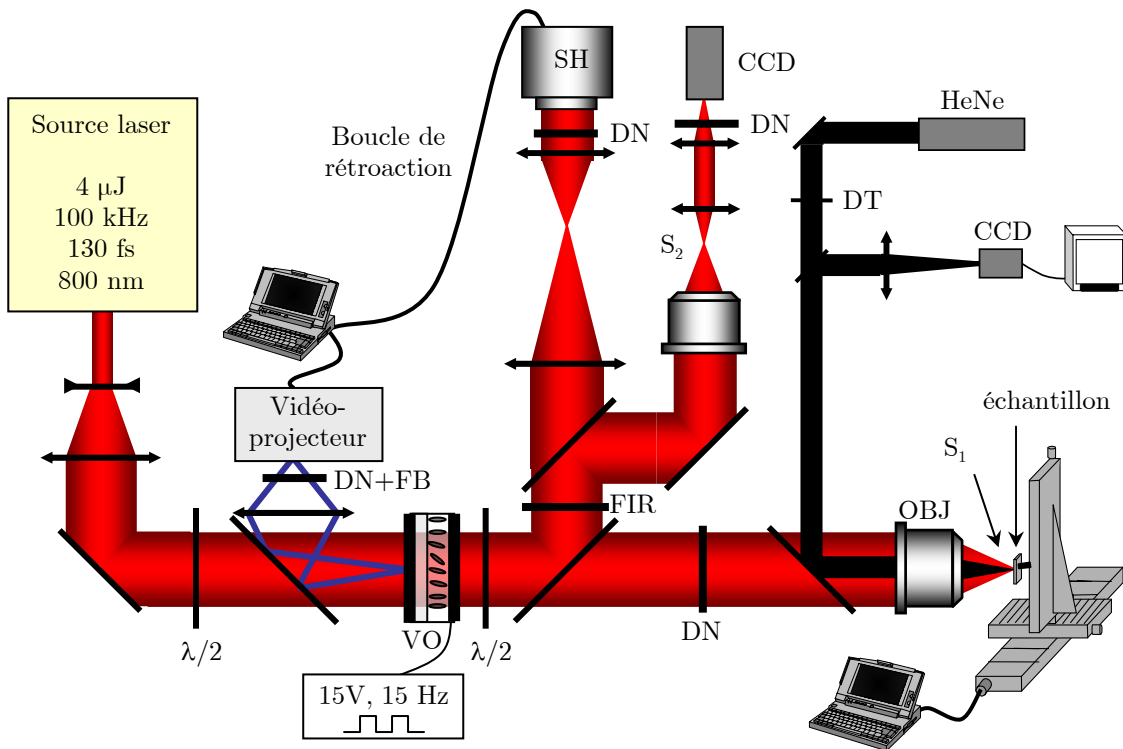 SH
CCD
HeNe
Source laser
4 μJ
100 kHz
130 fs
800 nm
Boucle de
rétroaction
DN
DN
DT
CCD
S2
Vidéo-
projecteur
échantillon
S1
DN+FB
FIR
OBJ
VO
λ/2
λ/2
DN
15V, 15 Hz